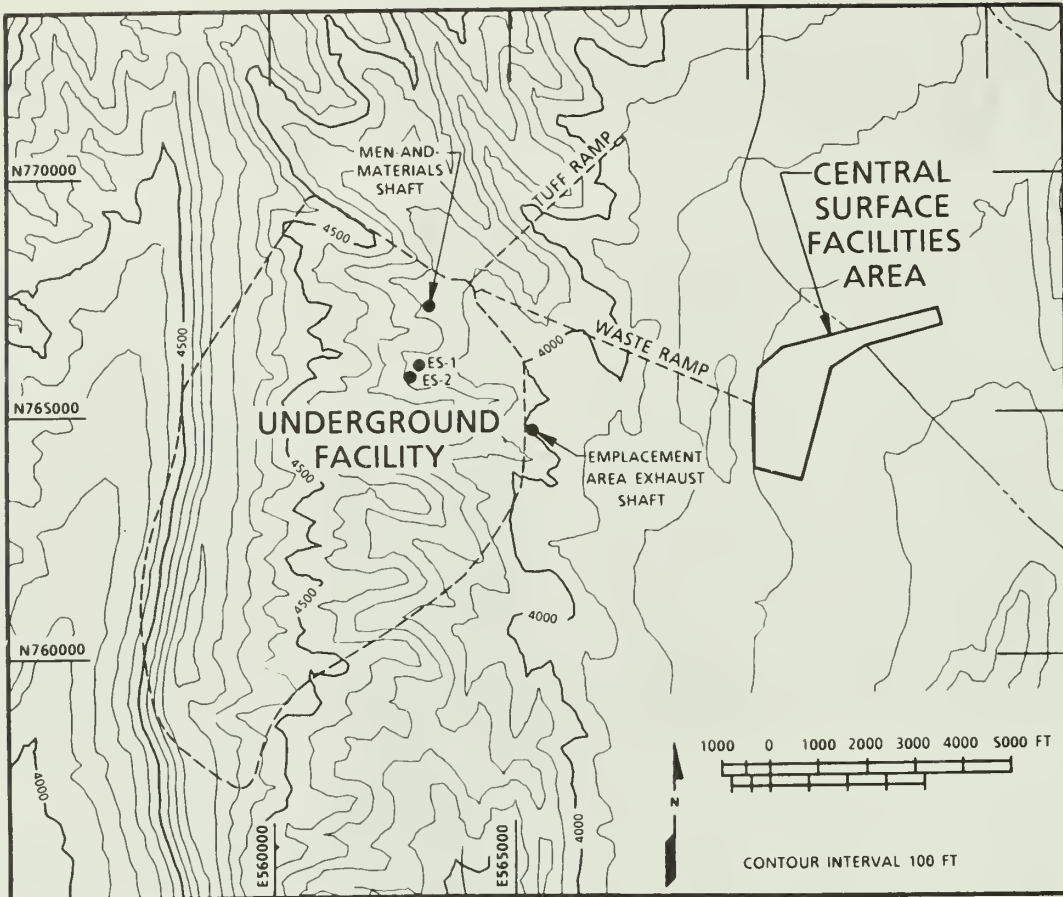 N770000
MEN-AND-
MATERIALS
SHAFT
TUFF RAMP
CENTRAL
SURFACE
FACILITIES
AREA
4500
4500
WASTE RAMP
4000
ES-1
ES-2
N765000
UNDERGROUND
FACILITY
4500
EMPLACEMENT
AREA EXHAUST
SHAFT
4500
4000
N760000
4000
E560000
E565000
4000
N
1000 0 1000 2000 3000 4000 5000 FT
CONTOUR INTERVAL 100 FT